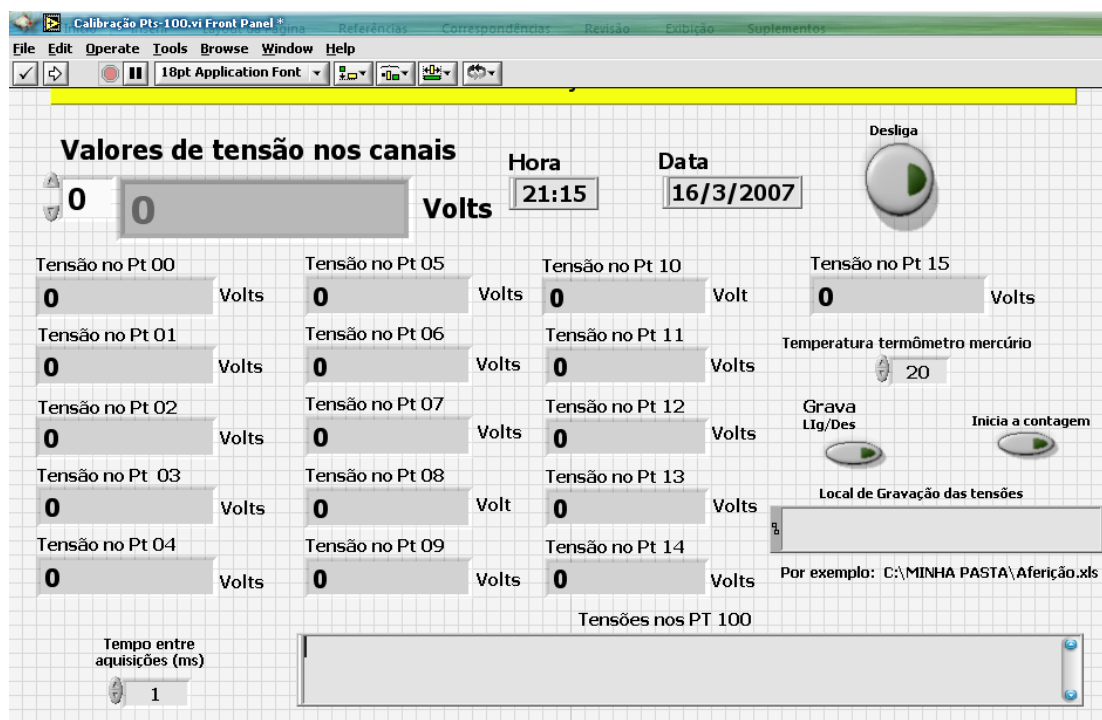 Calibração Pts-100.vi Front Panel *
Referências Correspondências Revisão Exibição Suplementos
File Edit Operate Tools Browse Window Help
18pt Application Font
Valores de tensão nos canais
Hora
Data
Desliga
0
0
Volts
21:15
16/3/2007
Tensão no Pt 00
Tensão no Pt 05
Tensão no Pt 10
Tensão no Pt 15
0 Volts
0 Volts
0 Volt
0 Volts
Tensão no Pt 01
Tensão no Pt 06
Tensão no Pt 11
Temperatura termômetro mercúrio
0 Volts
0 Volts
0 Volts
20
Tensão no Pt 02
Tensão no Pt 07
Tensão no Pt 12
Grava
LIg/Des
Inicia a contagem
0 Volts
0 Volts
0 Volts
Tensão no Pt 03
Tensão no Pt 08
Tensão no Pt 13
Local de Gravação das tensões
0 Volts
0 Volt
0 Volts
Tensão no Pt 04
Tensão no Pt 09
Tensão no Pt 14
0 Volts
0 Volts
0 Volts
Por exemplo: C:\MINHA PASTA\Aferição.xls
Tensões nos PT 100
Tempo entre
aquisições (ms)
1